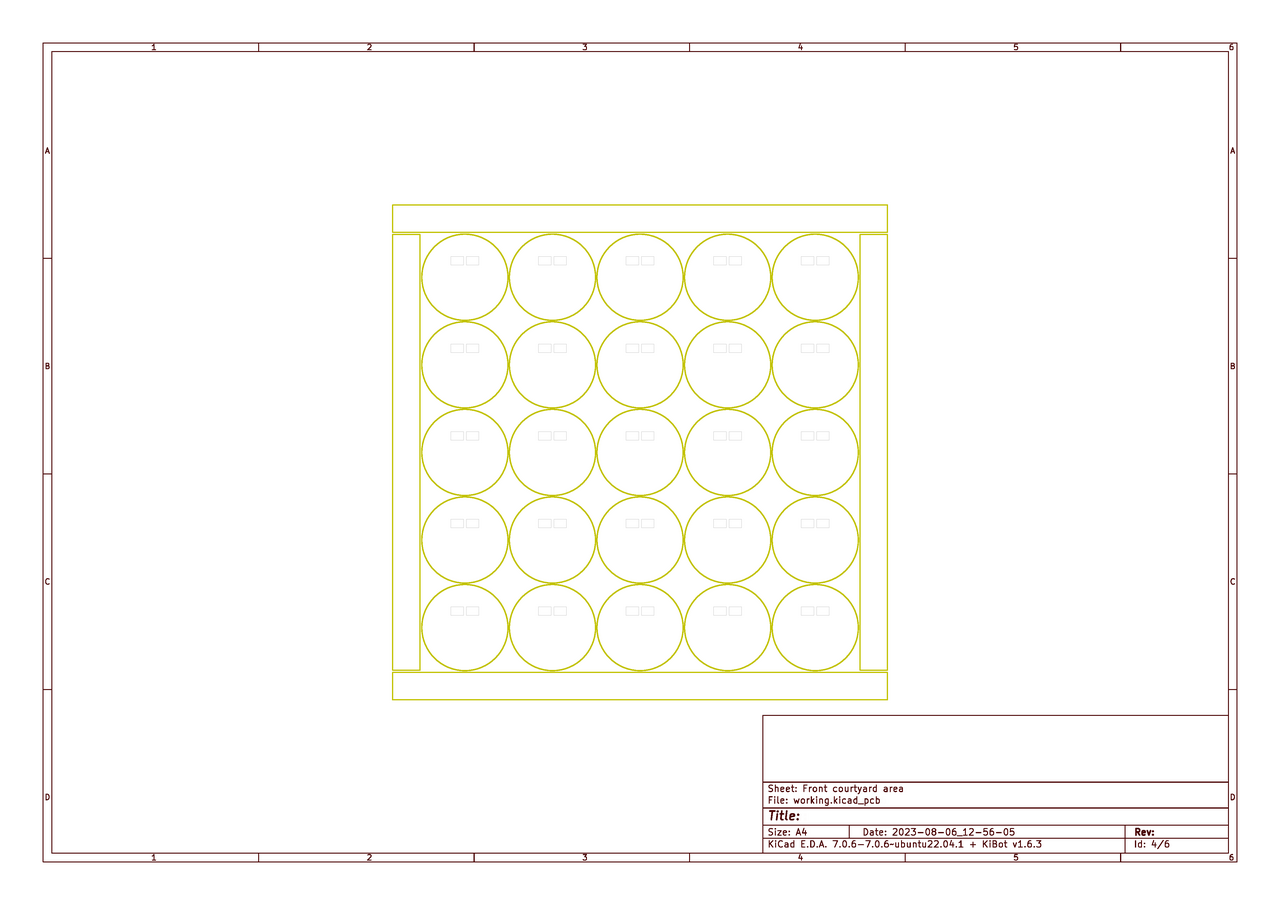 1 2 3 4 5 6
A A
B B
C C
D D
Sheet: Front courtyard area
File: working.kicad_pcb
Title:
Size: A4 Date: 2023-08-06_12-56-05 Rev:
KiCad E.D.A. 7.0.6-7.0.6~ubuntu22.04.1 + KiBot v1.6.3 Id: 4/6
1 2 3 4 5 6